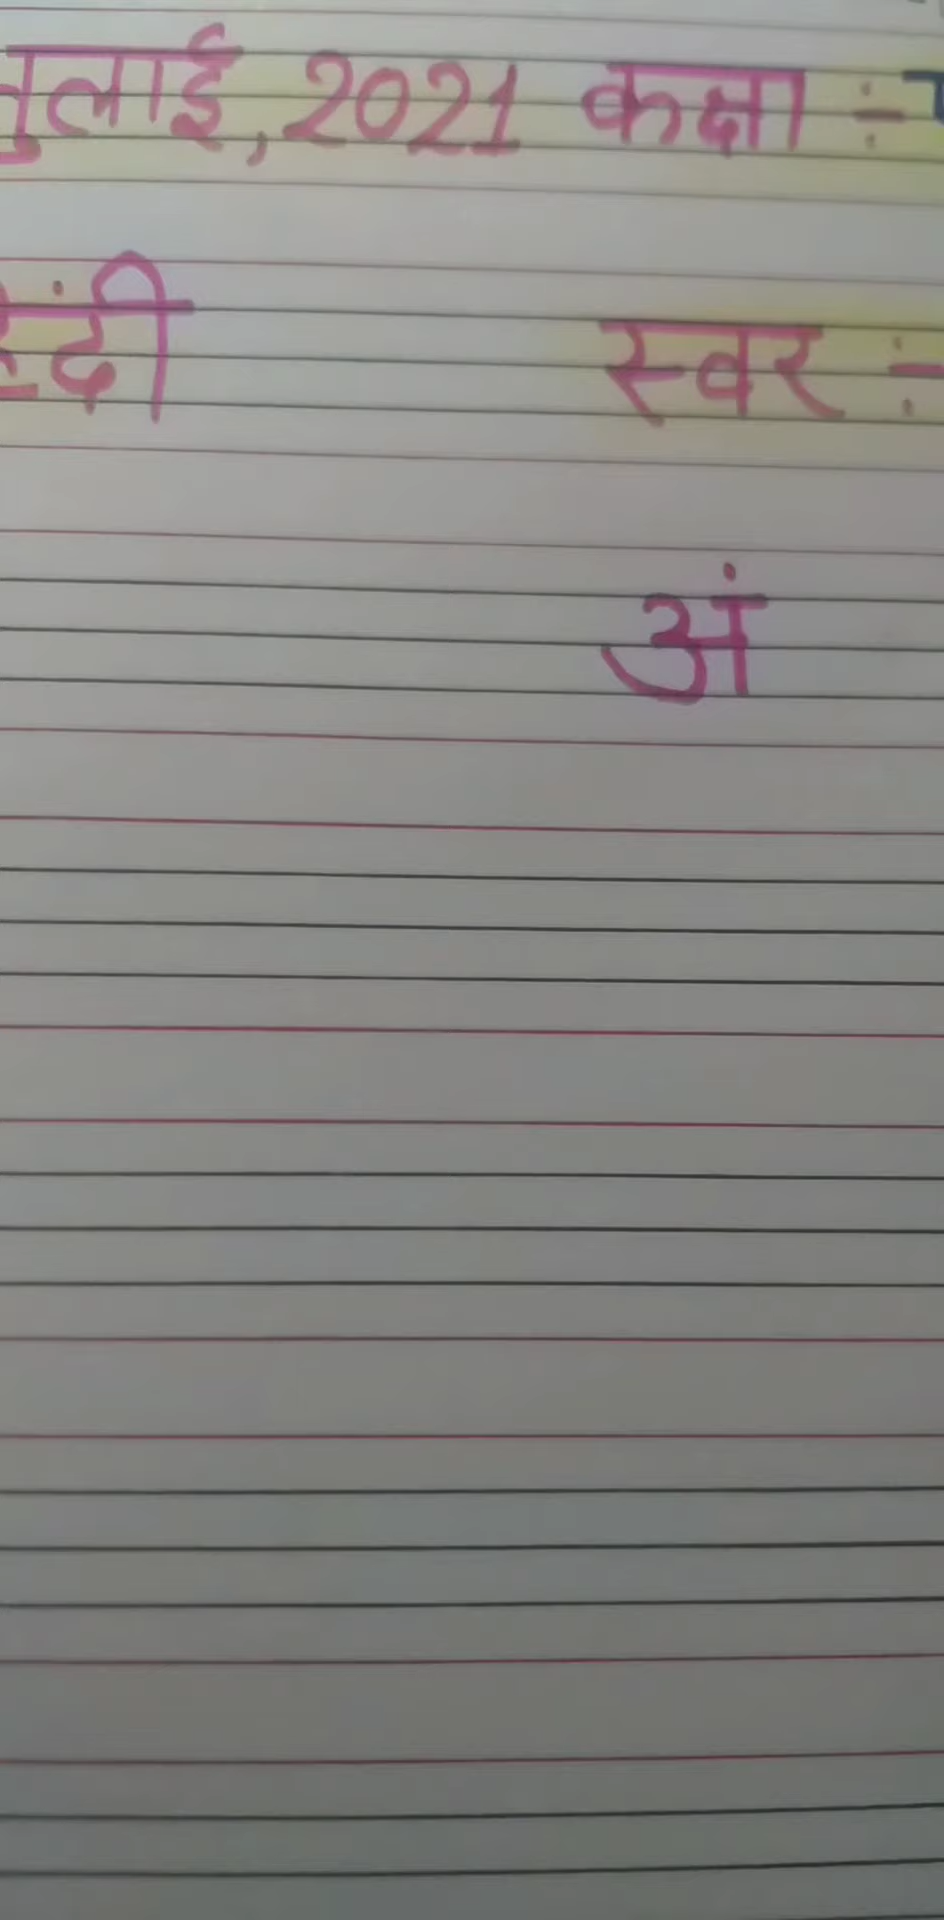 जुलाई, 2021 कक्षा ÷
हिंदी स्वर ÷
अं